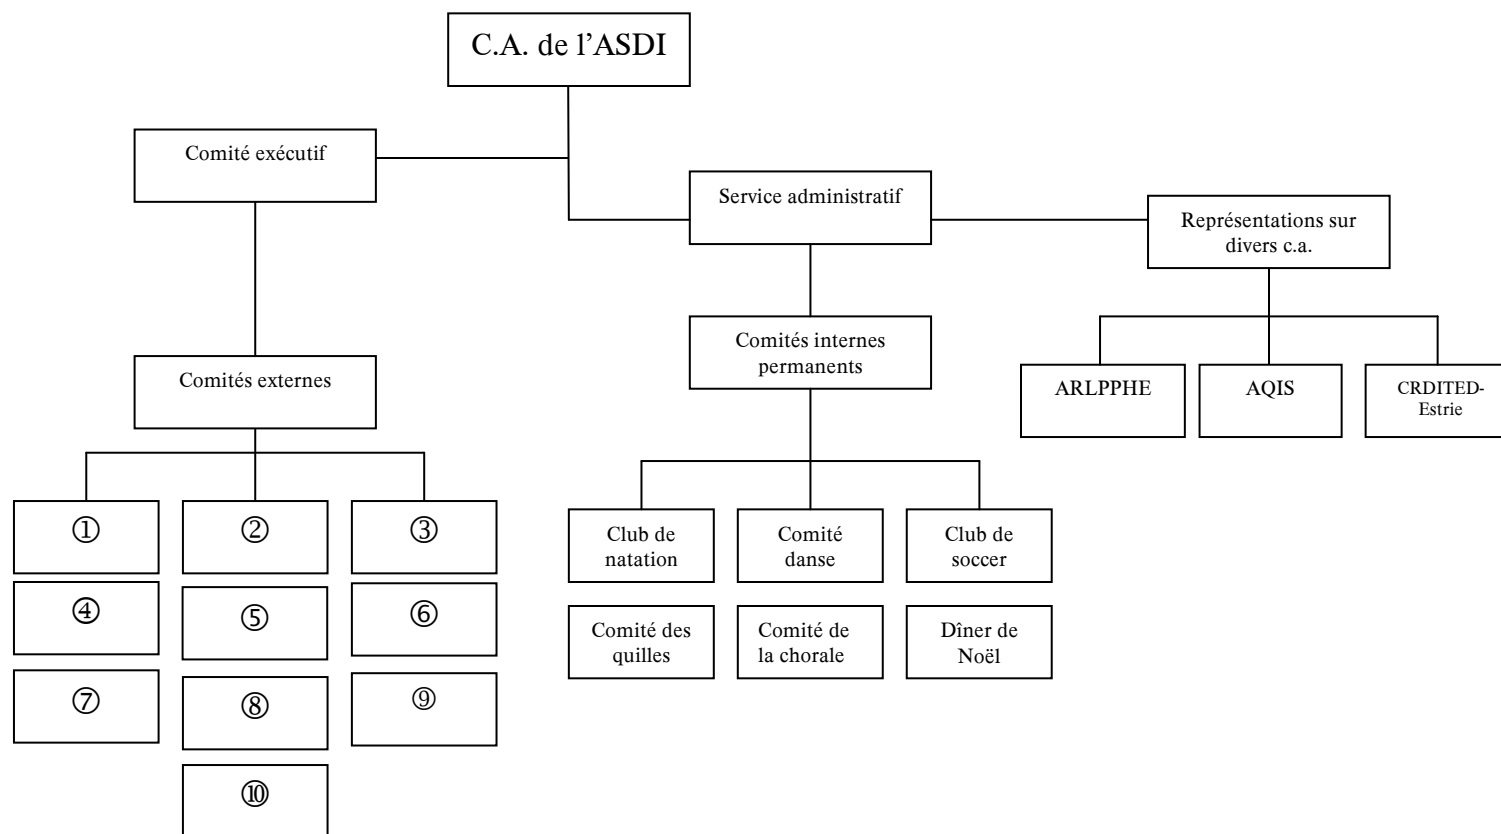 C.A. de l'ASDI
Comité exécutif
Service administratif
Représentations sur
divers c.a.
Comités internes
permanents
Comités externes
ARLPPHE
AQIS
CRDITED-
Estrie
①
②
③
④
⑤
⑥
⑦
⑧
⑨
⑩
Club de
natation
Comité
danse
Club de
soccer
Comité des
quilles
Comité de
la chorale
Dîner de
Noël